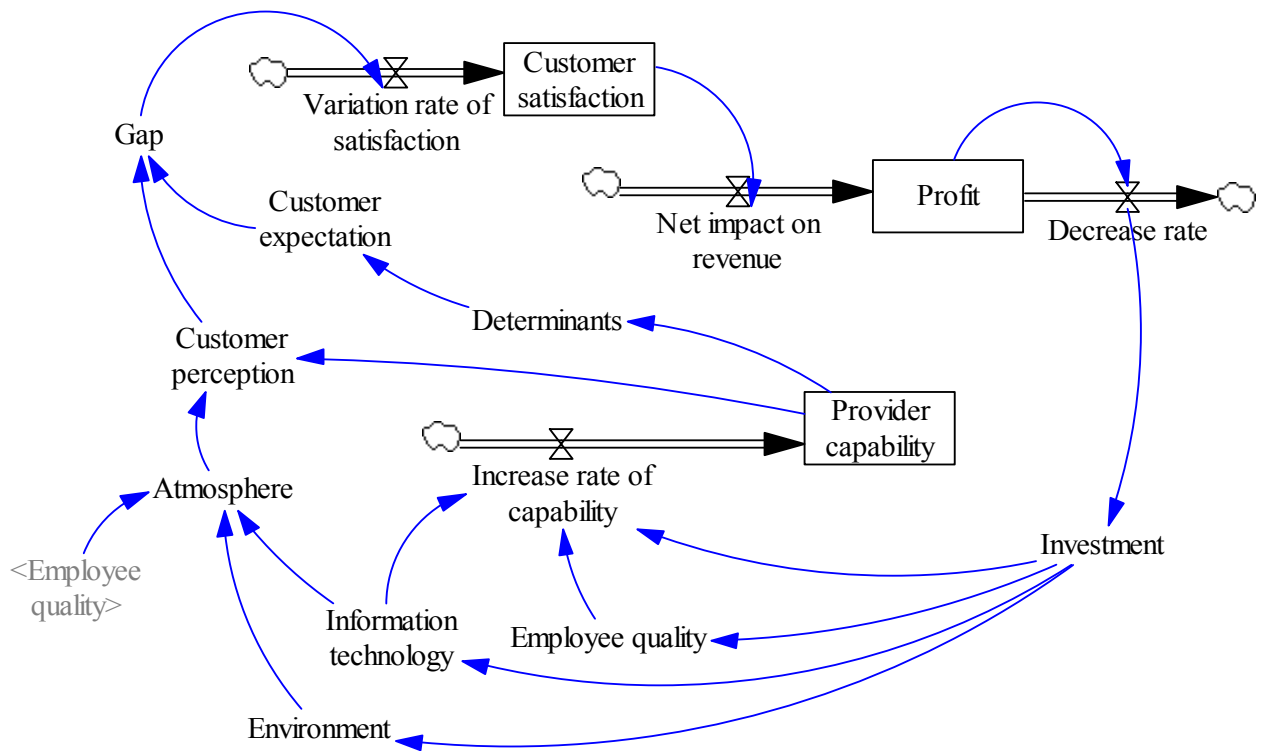 Customer
satisfaction
Variation rate of
satisfaction
Gap
Profit
Customer
expectation
Net impact on
revenue
Decrease rate
Determinants
Customer
perception
Provider
capability
Increase rate of
capability
Atmosphere
Investment
<Employee
quality>
Information
technology
Employee quality
Environment